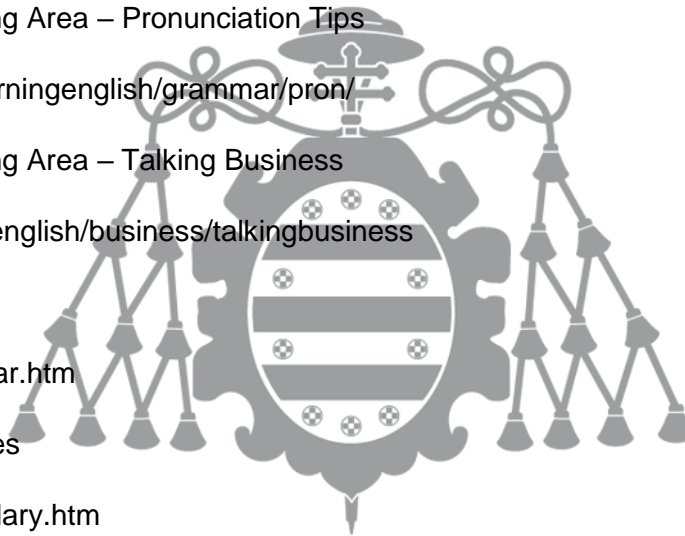 ng Area – Pronunciation Tips
rningenglish/grammar/pron/
ng Area – Talking Business
english/business/talkingbusiness
ar.htm
es
lary.htm